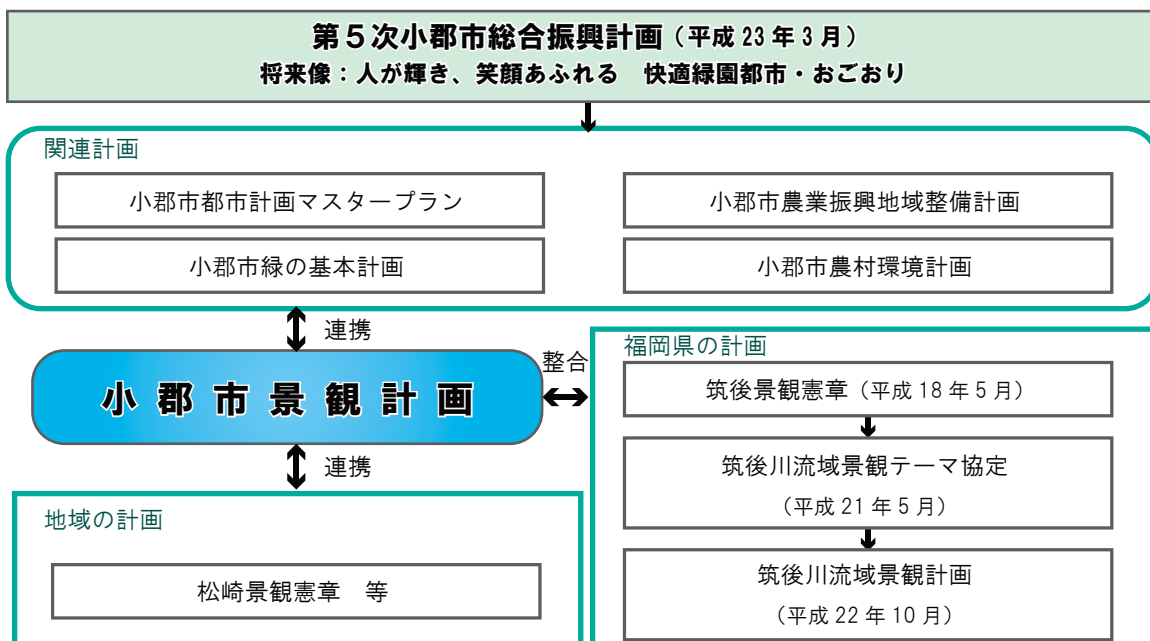 第５次小郡市総合振興計画（平成 23 年 3 月）
将来像：人が輝き、笑顔あふれる　快適緑園都市・おごおり
関連計画
小郡市都市計画マスタープラン
小郡市農業振興地域整備計画
小郡市緑の基本計画
小郡市農村環境計画
連携
小郡市景観計画
整合
連携
福岡県の計画
筑後景観憲章（平成 18 年 5 月）
筑後川流域景観テーマ協定
（平成 21 年 5 月）
筑後川流域景観計画
（平成 22 年 10 月）
地域の計画
松崎景観憲章　等